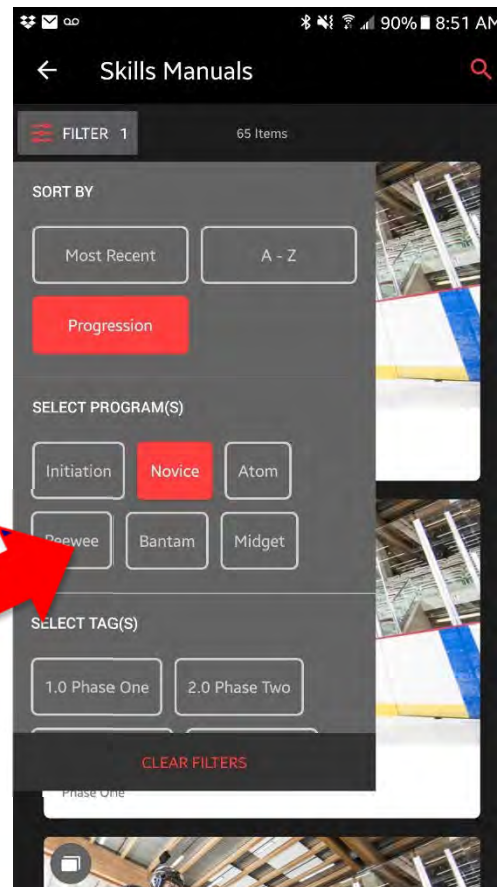 90% 8:51 AM
Skills Manuals
FILTER 1 65 Items
SORT BY
Most Recent A - Z
Progression
SELECT PROGRAM(S)
Initiation Novice Atom
Peewee Bantam Midget
SELECT TAG(S)
1.0 Phase One 2.0 Phase Two
CLEAR FILTERS
Phase One